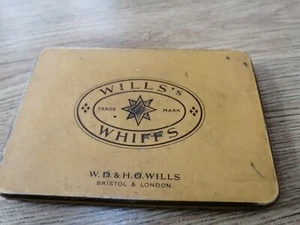 WILLS'S
TRADE MARK
WHIFFS
W.D. & H.O. WILLS
BRISTOL & LONDON.